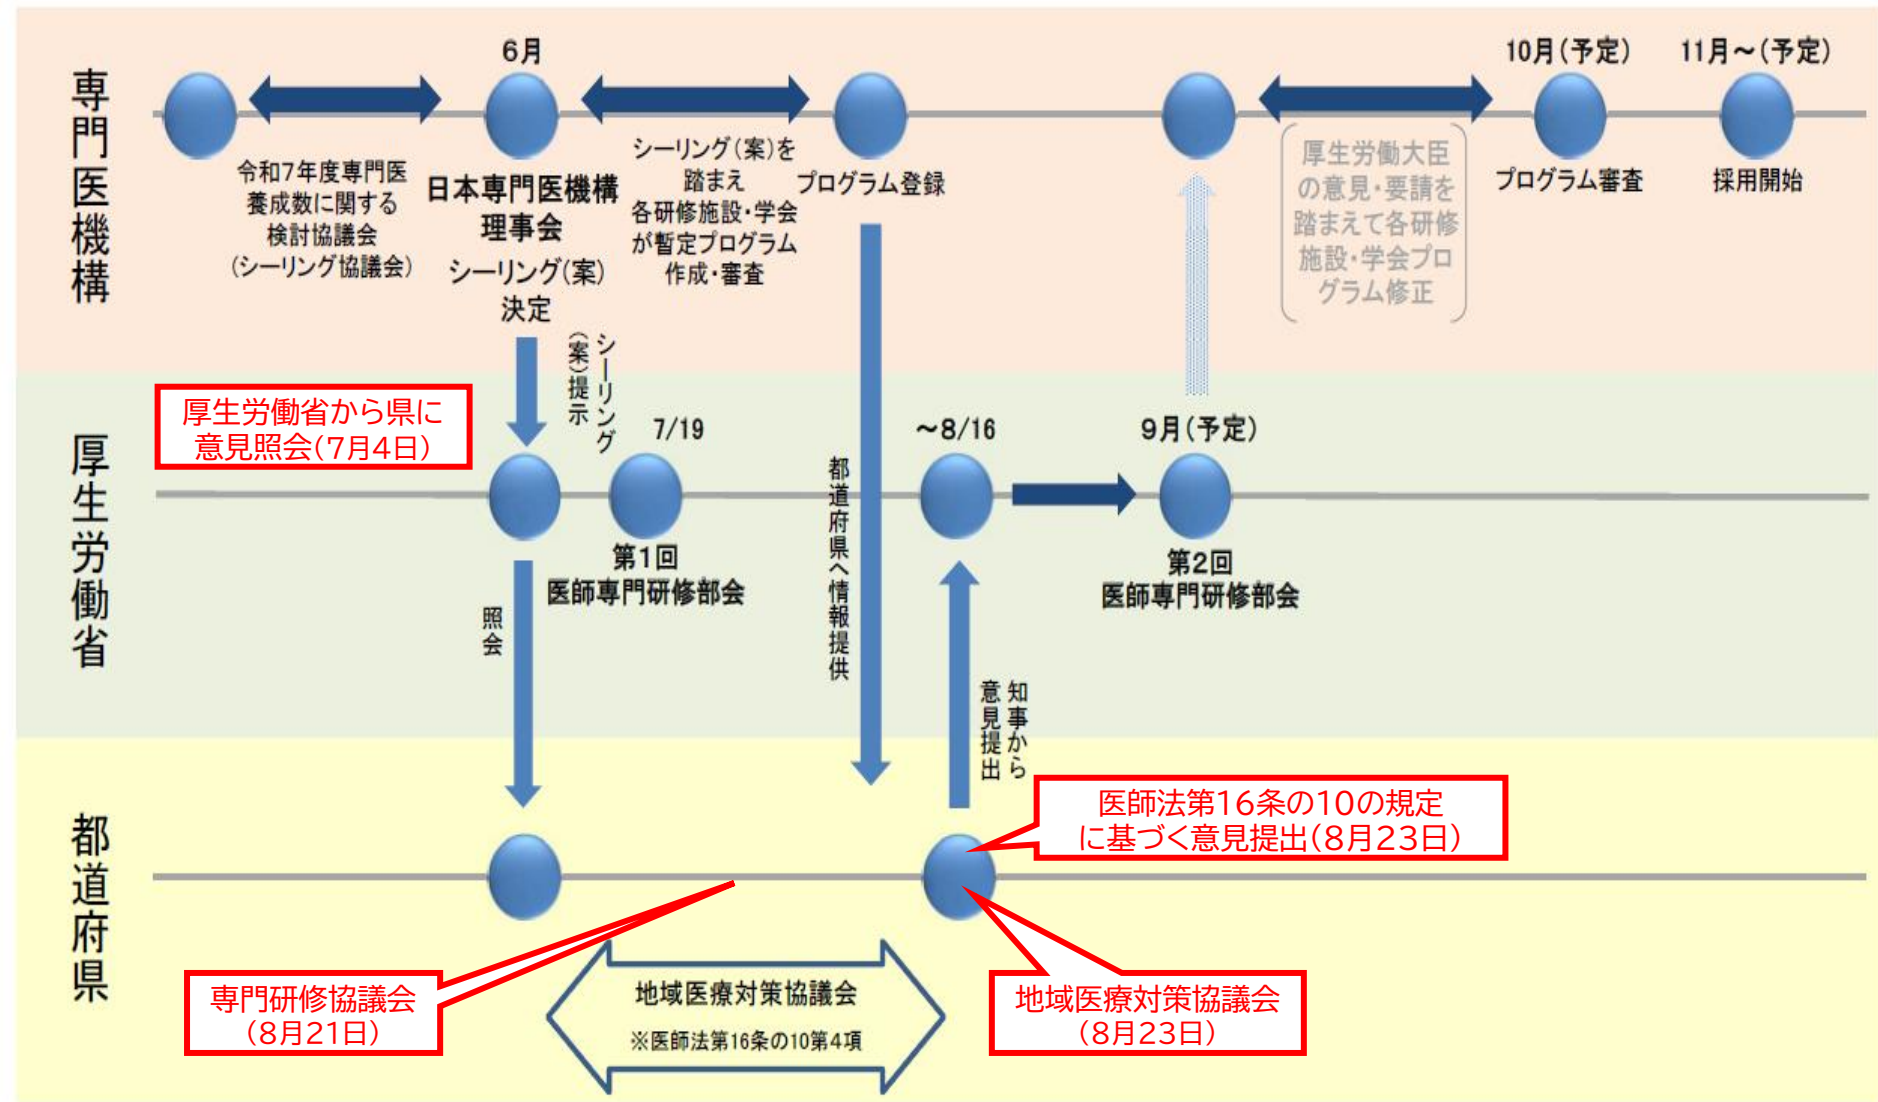 専門医機構
6月
10月(予定)
11月～(予定)
令和7年度専門医
養成数に関する
検討協議会
(シーリング協議会)
日本専門医機構
理事会
シーリング(案)
決定
シーリング(案)を
踏まえ
各研修施設・学会
が暫定プログラム
作成・審査
プログラム登録
厚生労働大臣
の意見・要請を
踏まえて各研修
施設・学会プロ
グラム修正
プログラム審査
採用開始
シーリング
(案)提示
厚生労働省
厚生労働省から県に
意見照会(7月4日)
7/19
～8/16
9月(予定)
第1回
医師専門研修部会
第2回
医師専門研修部会
照会
都道府県へ情報提供
知事から
意見提出
都道府県
医師法第16条の10の規定
に基づく意見提出(8月23日)
専門研修協議会
(8月21日)
地域医療対策協議会
※医師法第16条の10第4項
地域医療対策協議会
(8月23日)